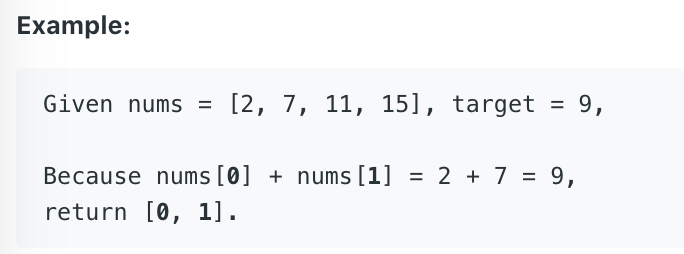 Example:
Given nums = [2, 7, 11, 15], target = 9,
Because nums[0] + nums[1] = 2 + 7 = 9,
return [0, 1].